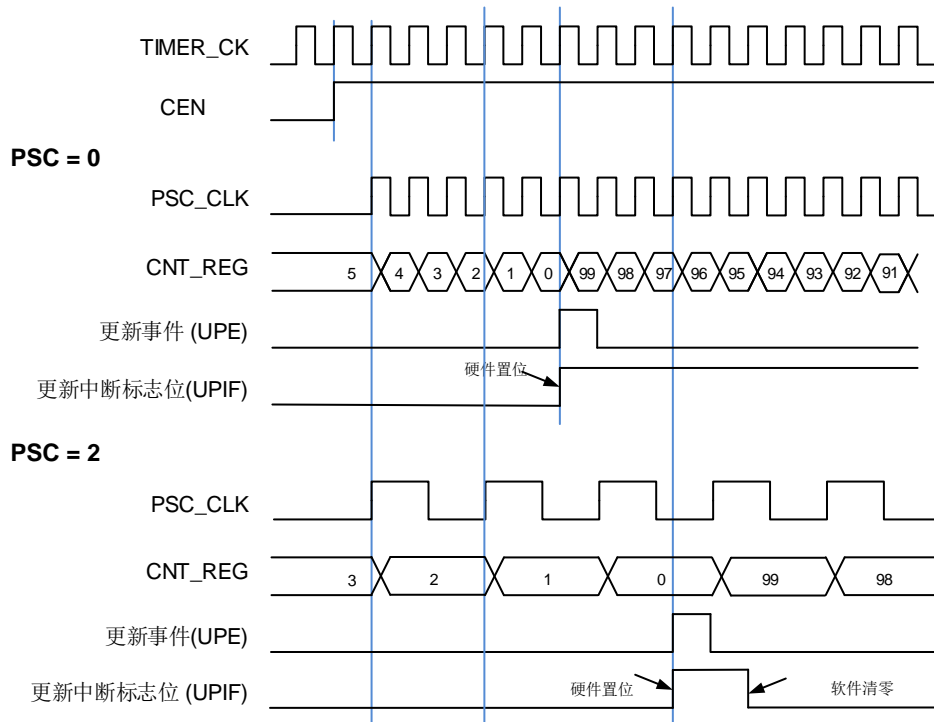 TIMER_CK
CEN
PSC = 0
PSC_CLK
CNT_REG 5 4 3 2 1 0 99 98 97 96 95 94 93 92 91
更新事件 (UPE)
硬件置位
更新中断标志位(UPIF)
PSC = 2
PSC_CLK
CNT_REG 3 2 1 0 99 98
更新事件(UPE)
更新中断标志位 (UPIF) 硬件置位 软件清零